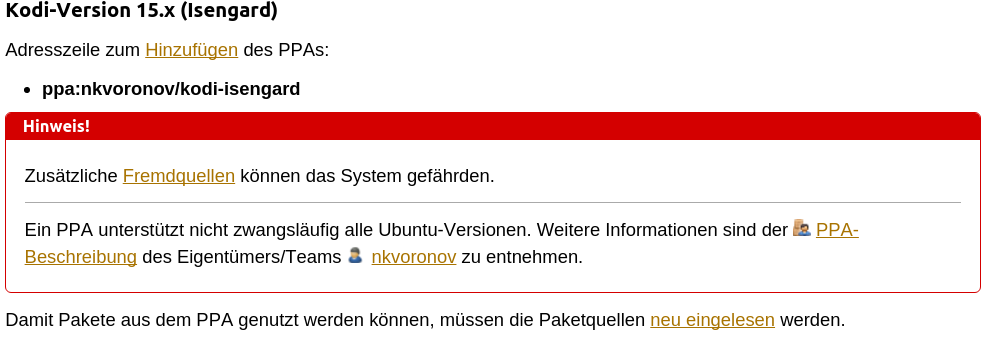 Kodi-Version 15.x (Isengard)
Adresszeile zum Hinzufügen des PPAs:
• ppa:nkvoronov/kodi-isengard
Hinweis!
Zusätzliche Fremdquellen können das System gefährden.
Ein PPA unterstützt nicht zwangsläufig alle Ubuntu-Versionen. Weitere Informationen sind der PPA-
Beschreibung des Eigentümers/Teams nkvoronov zu entnehmen.
Damit Pakete aus dem PPA genutzt werden können, müssen die Paketquellen neu eingelesen werden.